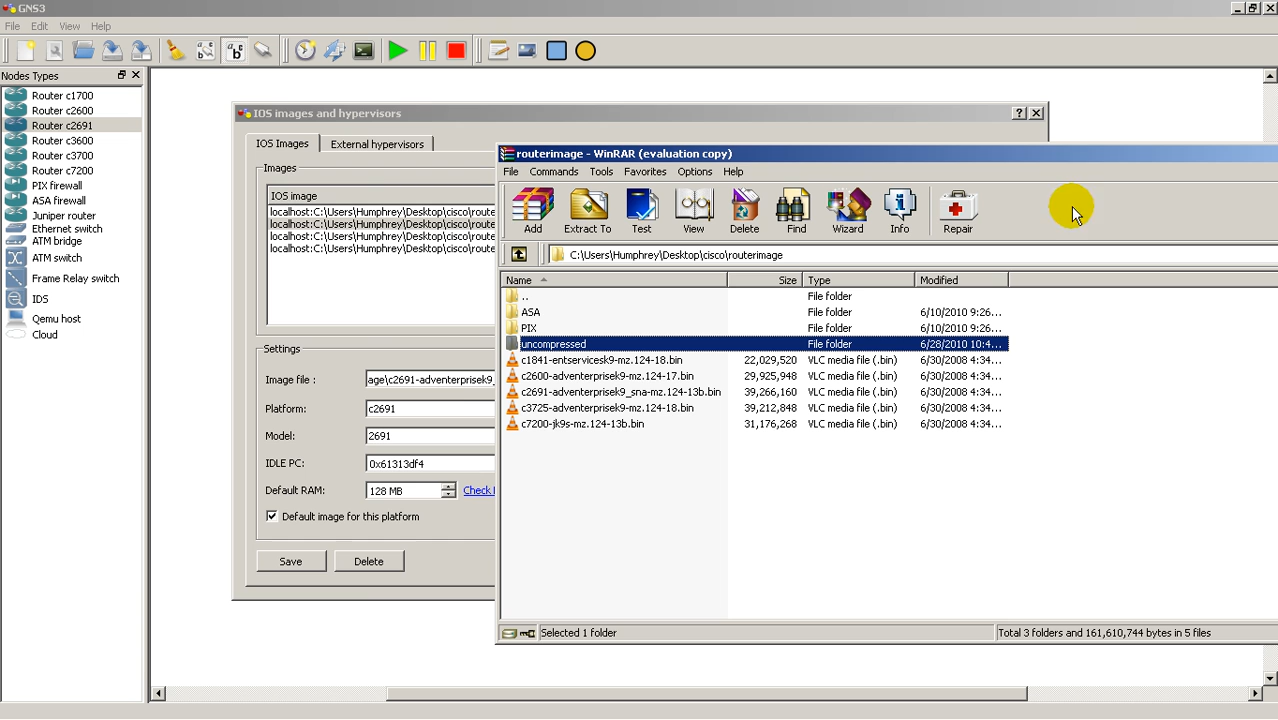 GNS3
File Edit View Help
Nodes Types
Router c1700
Router c2600
Router c2691
Router c3600
Router c3700
Router c7200
PIX firewall
ASA firewall
Juniper router
Ethernet switch
ATM bridge
ATM switch
Frame Relay switch
IDS
Qemu host
Cloud
IOS images and hypervisors
IOS Images External hypervisors
Images
IOS image
localhost:C:\Users\Humphrey\Desktop\cisco\route
localhost:C:\Users\Humphrey\Desktop\cisco\route
localhost:C:\Users\Humphrey\Desktop\cisco\route
localhost:C:\Users\Humphrey\Desktop\cisco\route
Settings
Image file : age\c2691-adventerprisek9_
Platform: c2691
Model: 2691
IDLE PC: 0x61313df4
Default RAM: 128 MB Check
Default image for this platform
Save Delete
routerimage - WinRAR (evaluation copy)
File Commands Tools Favorites Options Help
Add Extract To Test View Delete Find Wizard Info Repair
C:\Users\Humphrey\Desktop\cisco\routerimage
Name Size Type Modified
.. File folder
ASA File folder 6/10/2010 9:26...
PIX File folder 6/10/2010 9:26...
uncompressed File folder 6/28/2010 10:4...
c1841-entservicesk9-mz.124-18.bin 22,029,520 VLC media file (.bin) 6/30/2008 4:34...
c2600-adventerprisek9-mz.124-17.bin 29,925,948 VLC media file (.bin) 6/30/2008 4:34...
c2691-adventerprisek9_sna-mz.124-13b.bin 39,266,160 VLC media file (.bin) 6/30/2008 4:34...
c3725-adventerprisek9-mz.124-18.bin 39,212,848 VLC media file (.bin) 6/30/2008 4:34...
c7200-jk9s-mz.124-13b.bin 31,176,268 VLC media file (.bin) 6/30/2008 4:34...
Selected 1 folder Total 3 folders and 161,610,744 bytes in 5 files